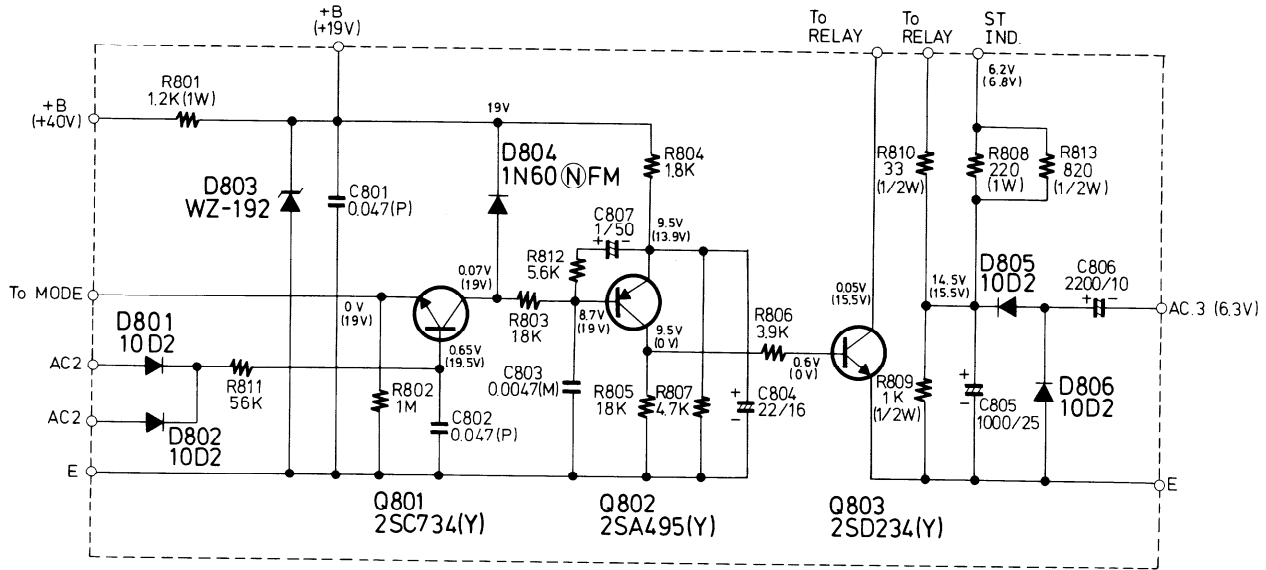 +B
(+19V)
To
RELAY
To
RELAY
ST
IND.
6.2V
(6.8V)
R801
1.2K(1W)
+B
(+40V)
19V
D804
1N60 Ⓝ FM
R804
1.8K
R810
33
(1/2W)
R808
220
(1W)
R813
820
(1/2W)
D803
WZ-192
C801
0.047(P)
C807
1/50
+ -
9.5V
(13.9V)
R812
5.6K
0.07V
(19V)
To MODE
0V
(19V)
R803
18K
8.7V
(19V)
0.05V
(15.5V)
14.5V
(15.5V)
D805
10D2
C806
2200/10
+ -
AC.3 (6.3V)
D801
10D2
AC2
R811
56K
0.65V
(19.5V)
9.5V
(0V)
R806
3.9K
0.6V
(0V)
R802
1M
C803
0.0047(M)
R805
18K
R807
4.7K
+
-
C804
22/16
R809
1K
(1/2W)
+
-
C805
1000/25
D806
10D2
AC2
D802
10D2
C802
0.047(P)
E
E
Q801
2SC734(Y)
Q802
2SA495(Y)
Q803
2SD234(Y)